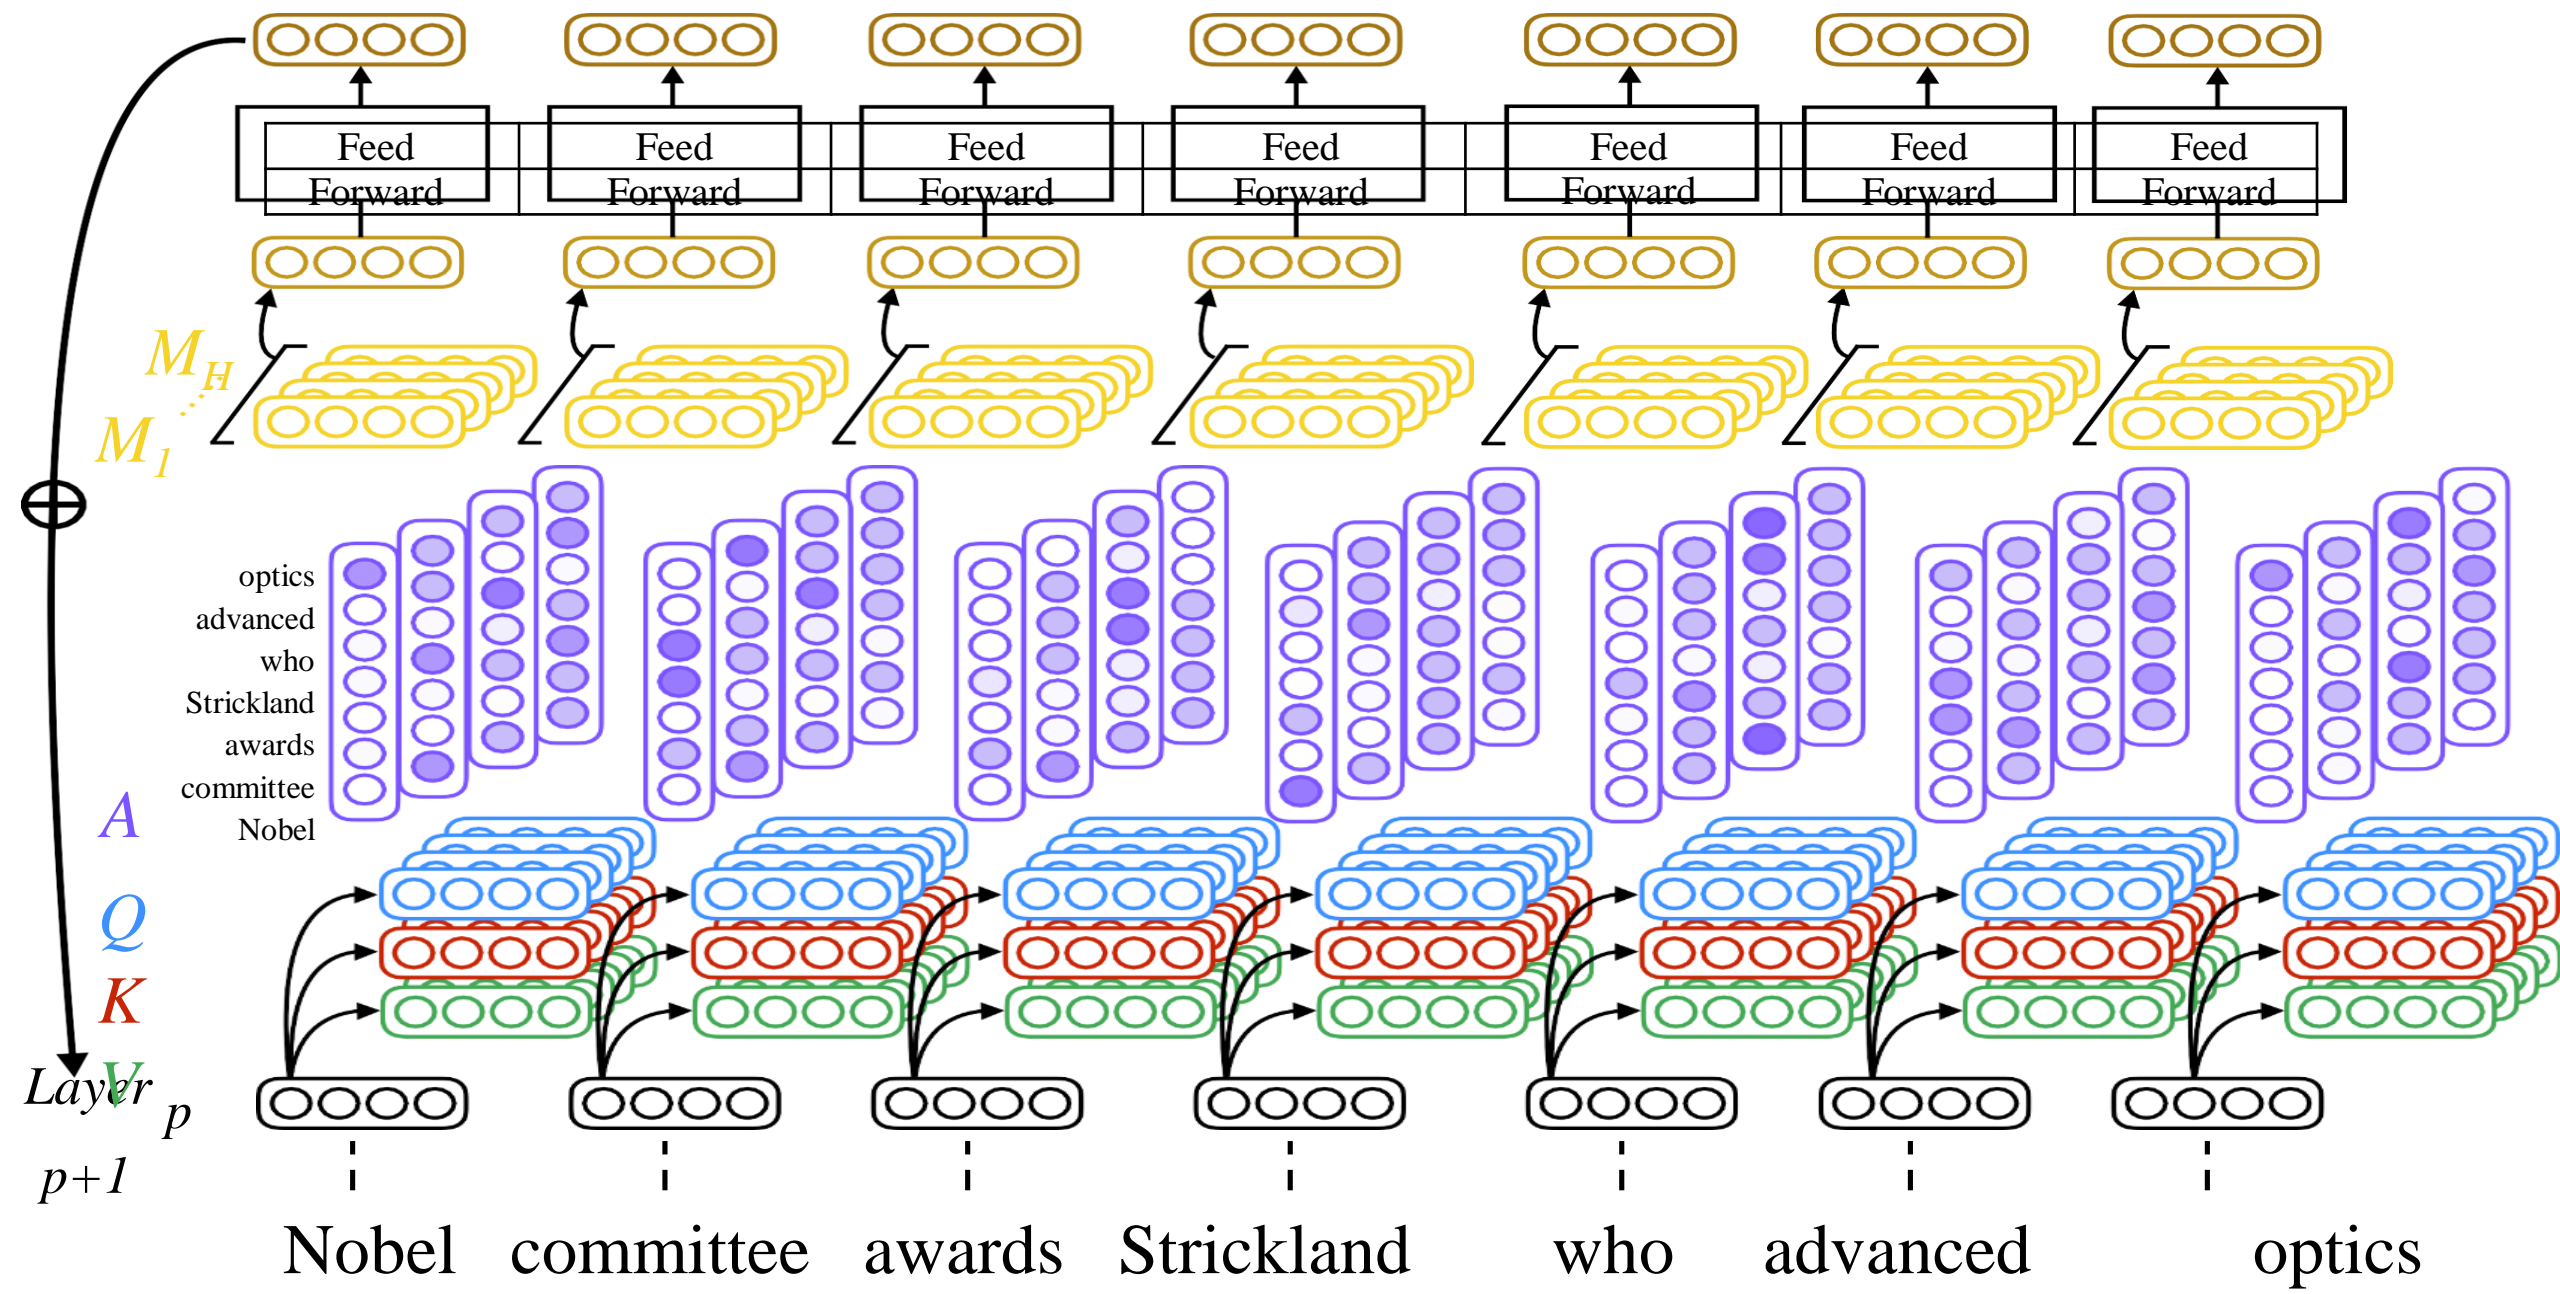 Feed Feed Feed Feed Feed Feed Feed
Forward Forward Forward Forward Forward Forward Forward
M_H
M_1
optics
advanced
who
Strickland
awards
committee
Nobel
A
Q
K
V
Layer p
p+1
Nobel committee awards Strickland who advanced optics